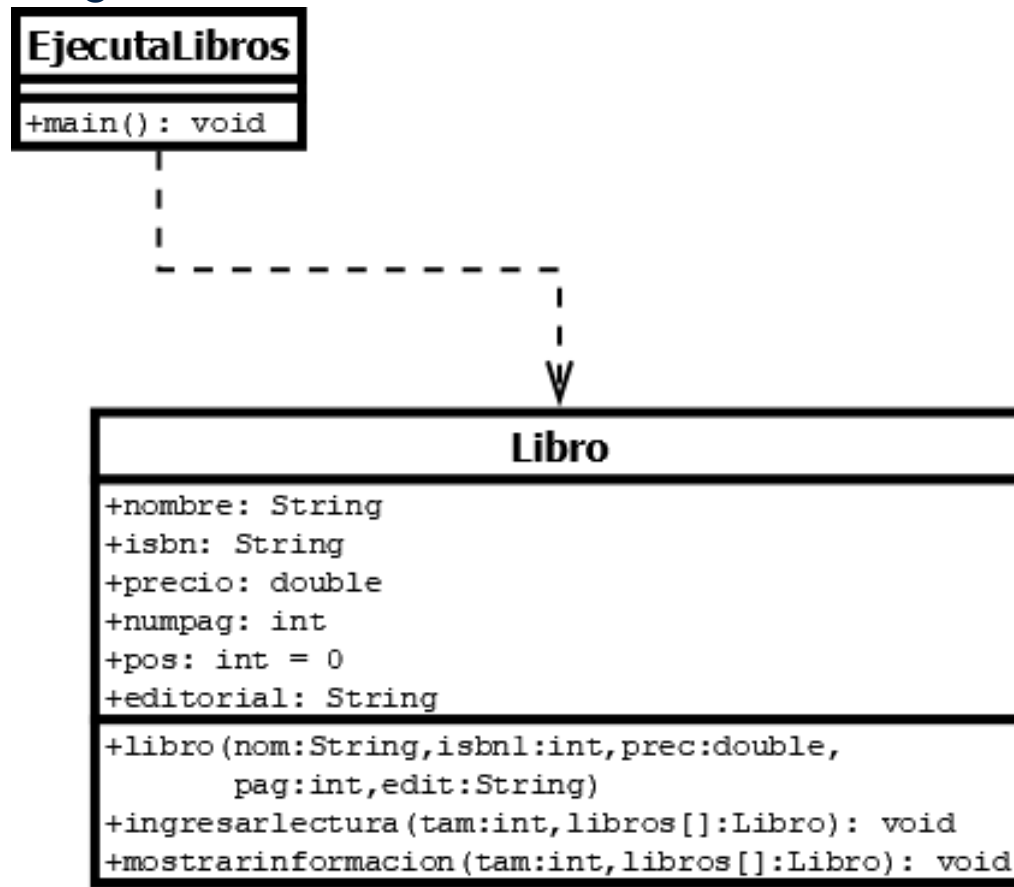 EjecutaLibros
+main(): void
Libro
+nombre: String
+isbn: String
+precio: double
+numpag: int
+pos: int = 0
+editorial: String
+libro(nom:String,isbnl:int,prec:double,
pag:int,edit:String)
+ingresarlectura(tam:int,libros[]:Libro): void
+mostrarinformacion(tam:int,libros[]:Libro): void